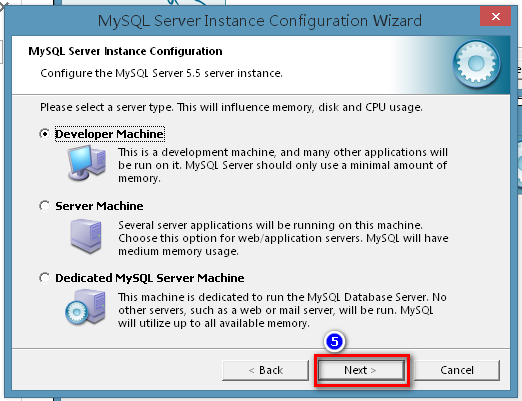 MySQL Server Instance Configuration Wizard
MySQL Server Instance Configuration
Configure the MySQL Server 5.5 server instance.
Please select a server type. This will influence memory, disk and CPU usage.
Developer Machine
This is a development machine, and many other applications will
be run on it. MySQL Server should only use a minimal amount of
memory.
Server Machine
Several server applications will be running on this machine.
Choose this option for web/application servers. MySQL will have
medium memory usage.
Dedicated MySQL Server Machine
This machine is dedicated to run the MySQL Database Server. No
other servers, such as a web or mail server, will be run. MySQL
will utilize up to all available memory.
5
< Back Next > Cancel